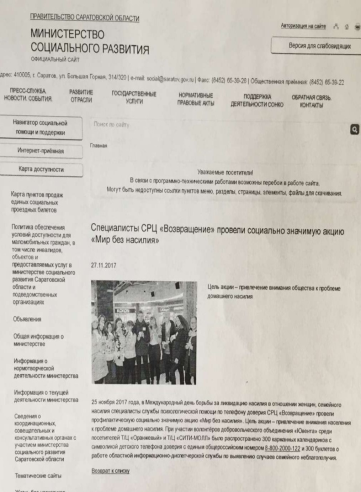 ПРАВИТЕЛЬСТВО САРАТОВСКОЙ ОБЛАСТИ
Авторизация на сайте
МИНИСТЕРСТВО
СОЦИАЛЬНОГО РАЗВИТИЯ
ОФИЦИАЛЬНЫЙ САЙТ
Версия для слабовидящих
410005, г. Саратов, ул. Большая Горная, 314/320 | e-mail: social@saratov.gov.ru | Факс: (8452) 65-39-26 | Общественная приёмная: (8452) 65-39-22
ПРЕСС-СЛУЖБА. НОВОСТИ. СОБЫТИЯ.
РАЗВИТИЕ ОТРАСЛИ
ГОСУДАРСТВЕННЫЕ УСЛУГИ
НОРМАТИВНЫЕ ПРАВОВЫЕ АКТЫ
ПОДДЕРЖКА ДЕЯТЕЛЬНОСТИ СОНКО
ОБРАТНАЯ СВЯЗЬ. КОНТАКТЫ
Навигатор социальной
помощи и поддержки
Поиск по сайту
Интернет-приёмная
Главная
Карта доступности
Уважаемые посетители!
В связи с программно-техническими работами возможны перебои в работе сайта.
Могут быть недоступны ссылки пунктов меню, разделы, страницы, элементы, файлы для скачивания.
Карта пунктов продаж
единых социальных
проездных билетов
Политика обеспечения
условий доступности для
маломобильных граждан, в
том числе инвалидов,
объектов и
предоставляемых услуг в
министерстве социального
развития Саратовской
области и
подведомственных
организациях
Объявления
Общая информация о
министерстве
Информация о
нормотворческой
деятельности министерства
Информация о текущей
деятельности министерства
Сведения о
координационных,
совещательных и
консультативных органах с
участием министерства
социального развития
Саратовской области
Тематические сайты
Специалисты СРЦ «Возвращение» провели социально значимую акцию
«Мир без насилия»
27.11.2017
Цель акции – привлечение внимания общества к проблеме
домашнего насилия
25 ноября 2017 года, в Международный день борьбы за ликвидацию насилия в отношении женщин, семейного
насилия специалисты службы психологической помощи по телефону доверия СРЦ «Возвращение» провели
профилактическую социально значимую акцию «Мир без насилия». Цель акции – привлечение внимания населения
к проблеме домашнего насилия. При участии волонтёров добровольческого объединения «Ювента» среди
посетителей ТЦ «Оранжевый» и ТЦ «СИТИ-МОЛЛ» было распространено 300 карманных календариков с
символикой детского телефона доверия с единым общероссийским номером 8-800-2000-122 и 300 буклетов о
работе областной информационно-диспетчерской службы по выявлению случаев семейного неблагополучия.
Возврат к списку